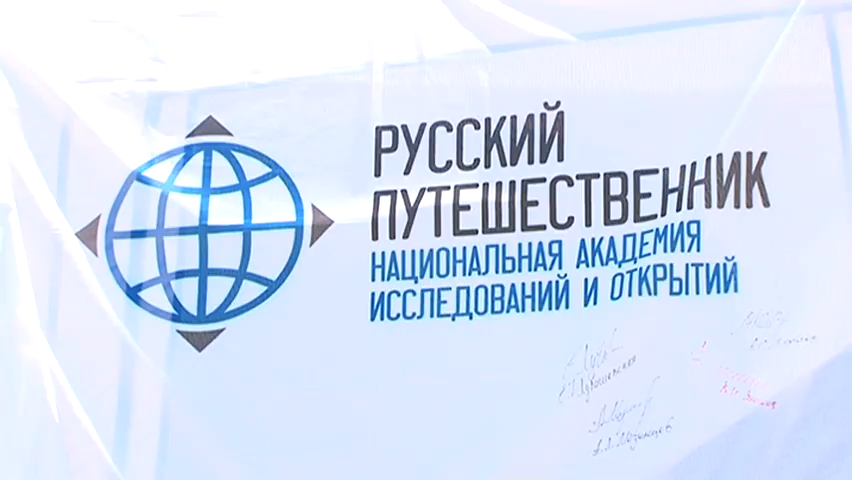 РУССКИЙ
ПУТЕШЕСТВЕННИК
НАЦИОНАЛЬНАЯ АКАДЕМИЯ
ИССЛЕДОВАНИЙ И ОТКРЫТИЙ